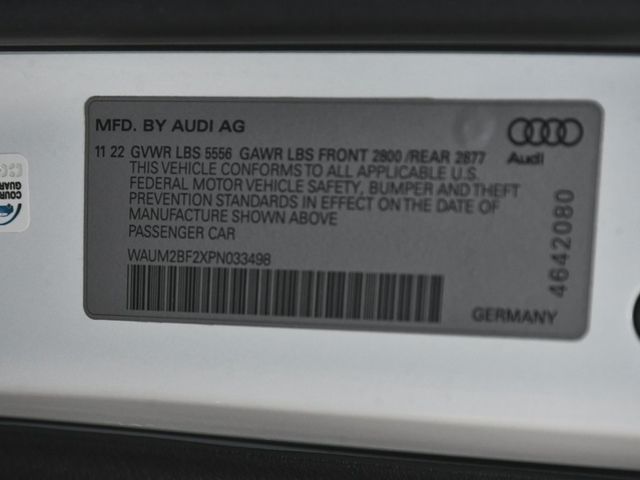 MFD. BY AUDI AG
11 22 GVWR LBS 5556 GAWR LBS FRONT 2800 /REAR 2877
THIS VEHICLE CONFORMS TO ALL APPLICABLE U.S.
FEDERAL MOTOR VEHICLE SAFETY, BUMPER AND THEFT
PREVENTION STANDARDS IN EFFECT ON THE DATE OF
MANUFACTURE SHOWN ABOVE
PASSENGER CAR
WAUM2BF2XPN033498
Audi
4642080
GERMANY
COUR
GUAR